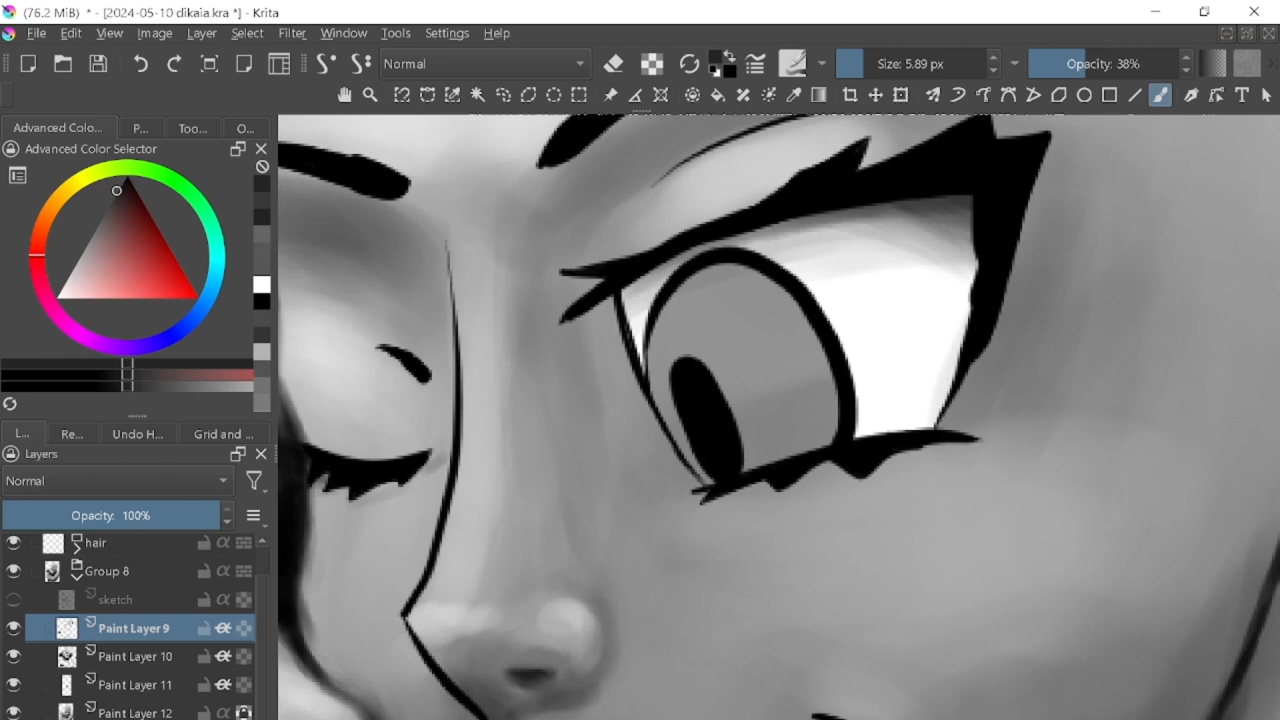 (76.2 MiB) * - [2024-05-10 dikaia.kra *] - Krita
File Edit View Image Layer Select Filter Window Tools Settings Help
Normal Size: 5.89 px Opacity: 38%
Advanced Colo... P... Too... O...
Advanced Color Selector
L... Re... Undo H... Grid and ...
Layers
Normal
Opacity: 100%
hair
Group 8
sketch
Paint Layer 9
Paint Layer 10
Paint Layer 11
Paint Layer 12